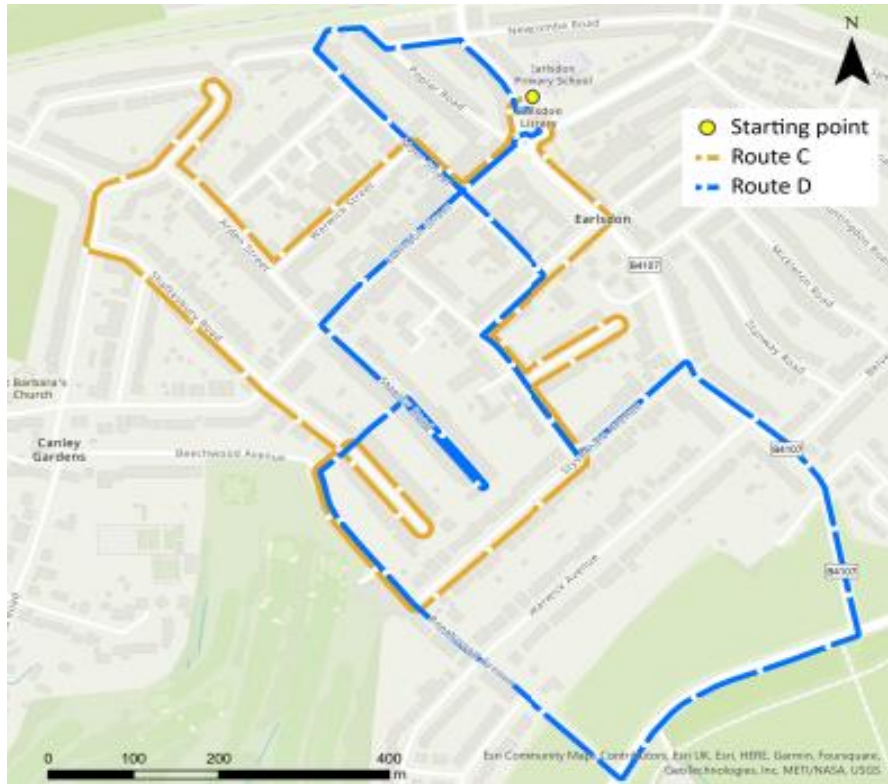 Newcombe Road
N
Earlsdon
Primary School
Poplar Road
Library
Starting point
Route C
Route D
Warwick Street
Earlsdon
Arden Street
B4107
Mickleton Road
Shaftesbury Road
Stanway Road
Barbara's
Church
Canley
Gardens
Beechwood Avenue
B4107
Warwick Avenue
B4107
Road
0 100 200 400
m
Esri Community Maps Contributors, Esri UK, Esri, HERE, Garmin, Foursquare,
GeoTechnologies, Inc, METI/NASA, USGS